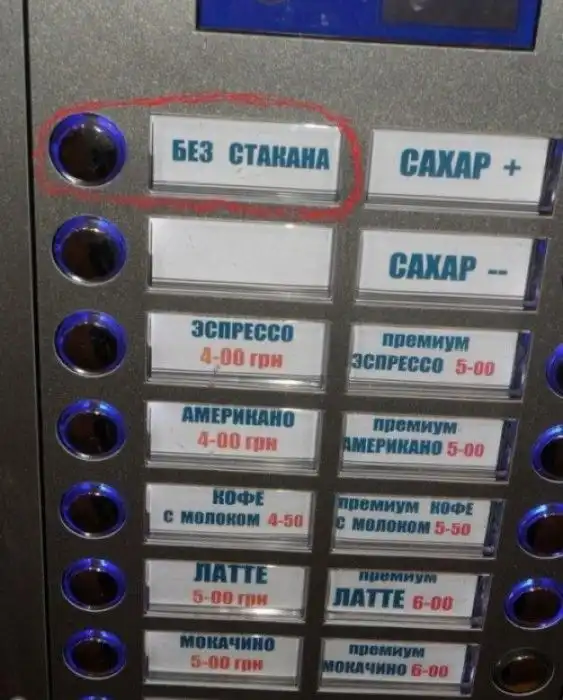 БЕЗ СТАКАНА
САХАР +
САХАР --
ЭСПРЕССО
4-00 грн
премиум
ЭСПРЕССО 5-00
АМЕРИКАНО
4-00 грн
премиум
АМЕРИКАНО 5-00
КОФЕ
с молоком 4-50
премиум КОФЕ
с молоком 5-50
ЛАТТЕ
5-00 грн
премиум
ЛАТТЕ 6-00
МОКАЧИНО
5-00 грн
премиум
МОКАЧИНО 6-00